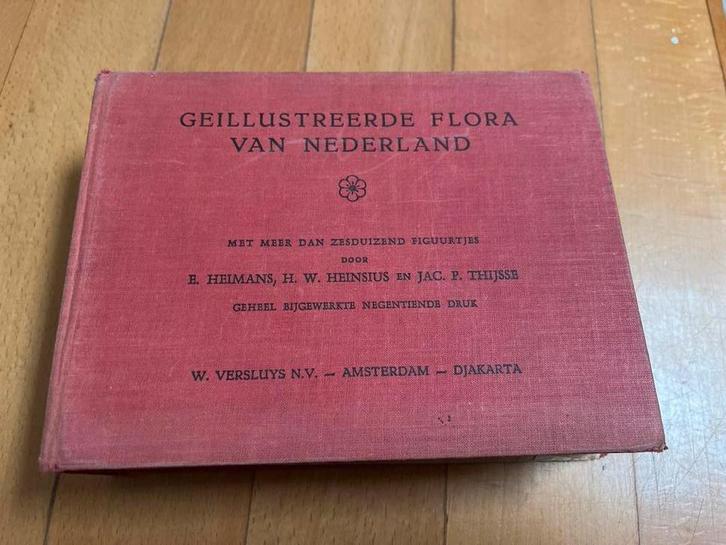 GEILLUSTREERDE FLORA
VAN NEDERLAND
MET MEER DAN ZESDUIZEND FIGUURTJES
DOOR
E. HEIMANS, H. W. HEINSIUS EN JAC. P. THIJSSE
GEHEEL BIJGEWERKTE NEGENTIENDE DRUK
W. VERSLUYS N.V. — AMSTERDAM — DJAKARTA